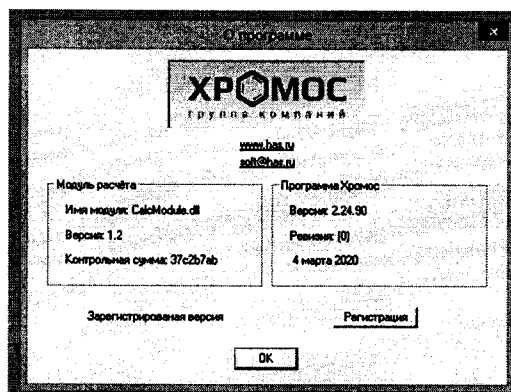 О программе
ХРОМОС
группа компаний
www.has.ru
soft@has.ru
Модуль расчёта
Имя модуля: CalcModule.dll
Версия: 1.2
Контрольная сумма: 37c2b7ab
Программа Хромос
Версия: 2.24.90
Ревизия: [0]
4 марта 2020
Зарегистрированая версия
Регистрация
OK